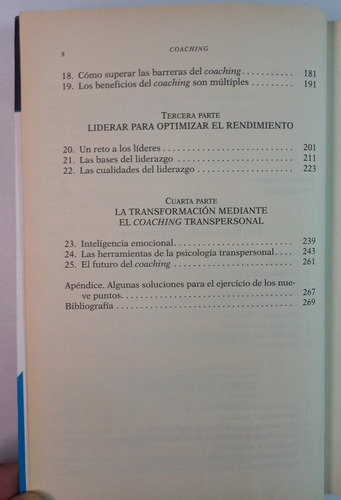 8
COACHING
18. Cómo superar las barreras del coaching........... 181
19. Los beneficios del coaching son múltiples ......... 191
TERCERA PARTE
LIDERAR PARA OPTIMIZAR EL RENDIMIENTO
20. Un reto a los líderes .............................. 201
21. Las bases del liderazgo ............................ 211
22. Las cualidades del liderazgo ........................ 223
CUARTA PARTE
LA TRANSFORMACIÓN MEDIANTE
EL COACHING TRANSPERSONAL
23. Inteligencia emocional............................. 239
24. Las herramientas de la psicología transpersonal.... 243
25. El futuro del coaching .............................. 261
Apéndice. Algunas soluciones para el ejercicio de los nue-
ve puntos. ........................................ 267
Bibliografía .......................................... 269